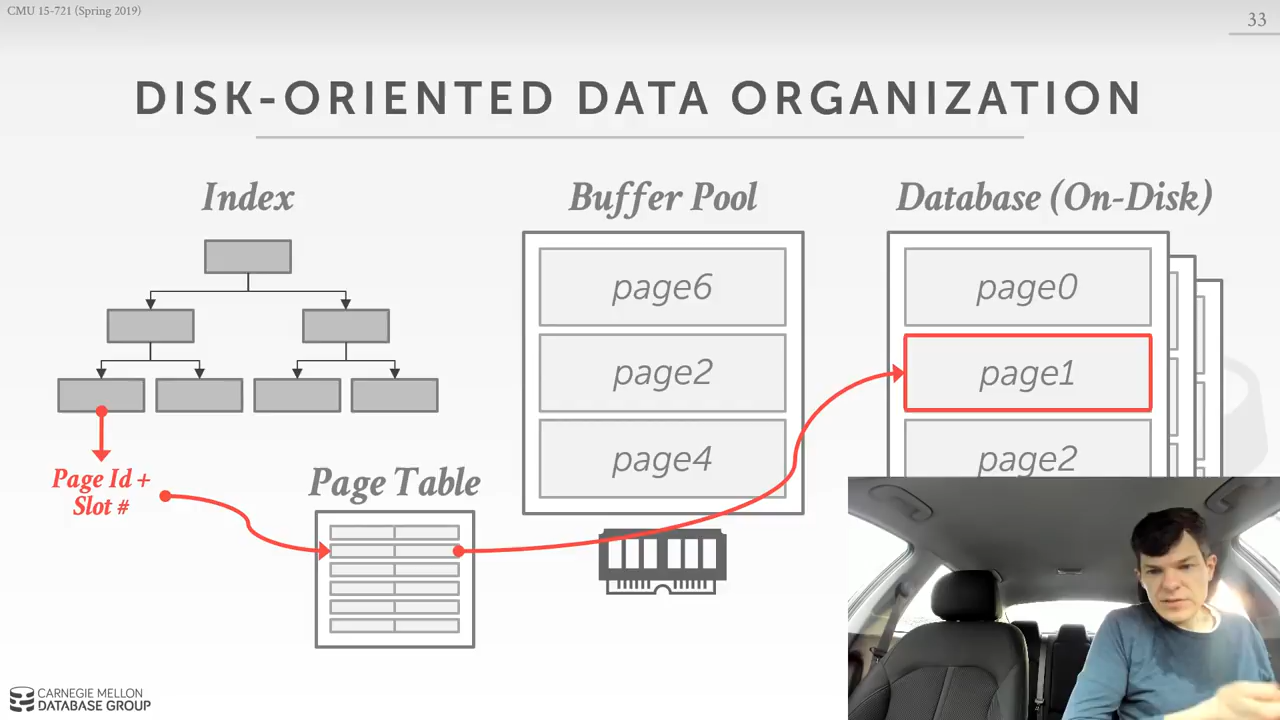 CMU 15-721 (Spring 2019)
33
DISK-ORIENTED DATA ORGANIZATION
Index
Buffer Pool
Database (On-Disk)
page6
page0
page2
page1
page4
page2
Page Id +
Slot #
Page Table
CARNEGIE MELLON
DATABASE GROUP